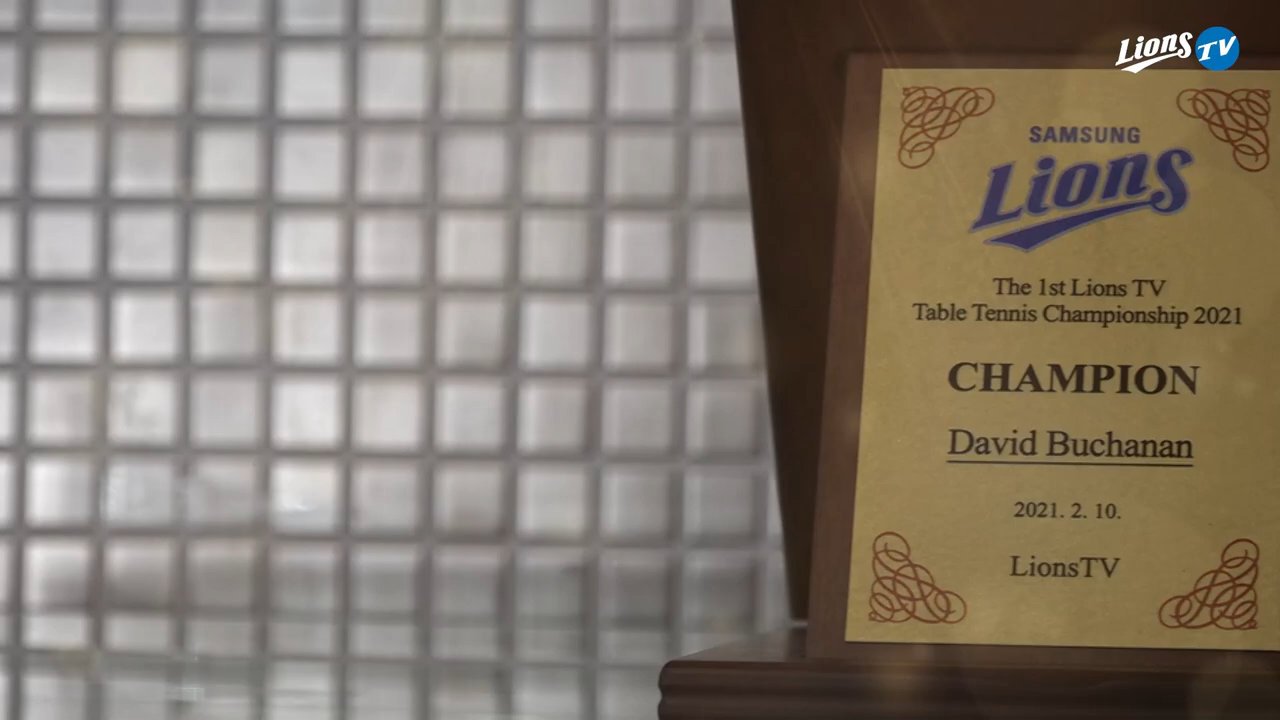 Lions TV
SAMSUNG
Lions
The 1st Lions TV
Table Tennis Championship 2021
CHAMPION
David Buchanan
2021. 2. 10.
LionsTV